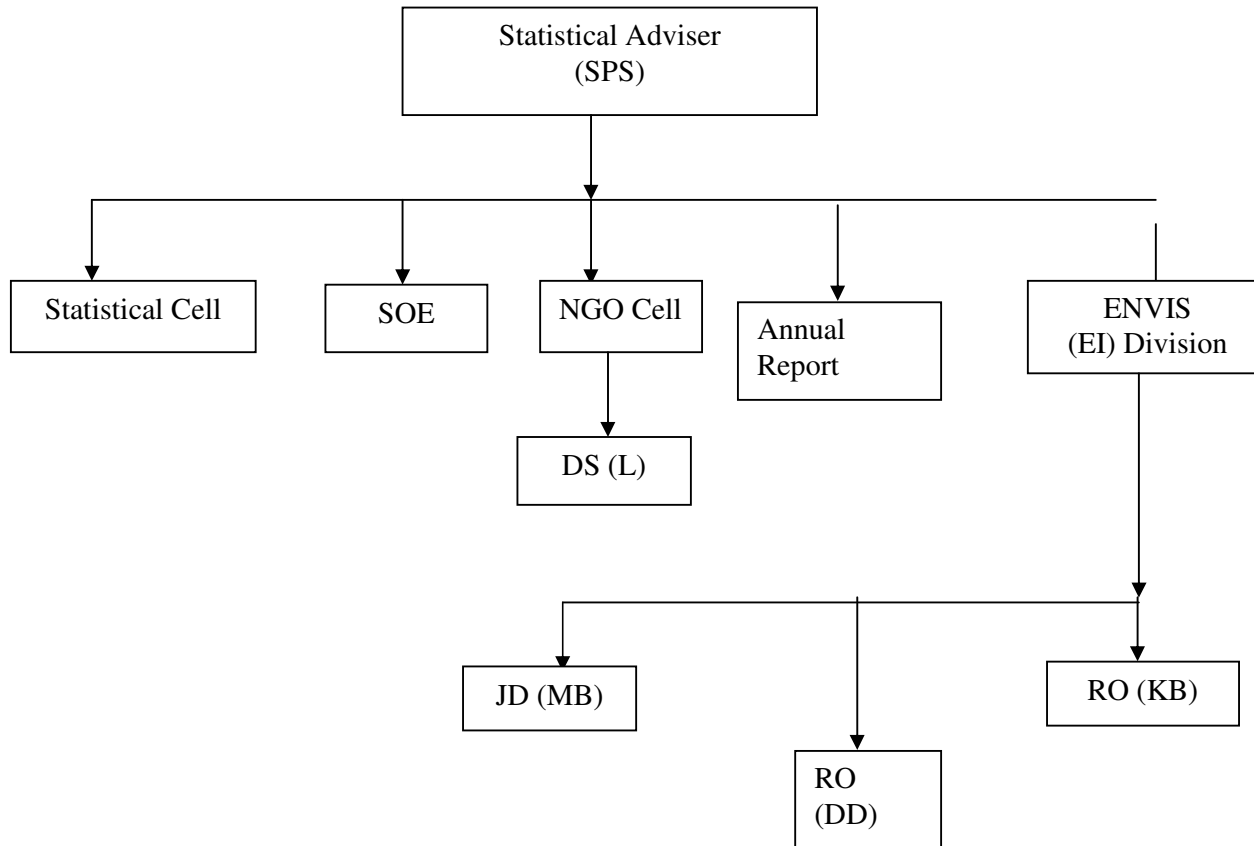 Statistical Adviser
(SPS)
Statistical Cell
SOE
NGO Cell
Annual
Report
ENVIS
(EI) Division
DS (L)
JD (MB)
RO (KB)
RO
(DD)